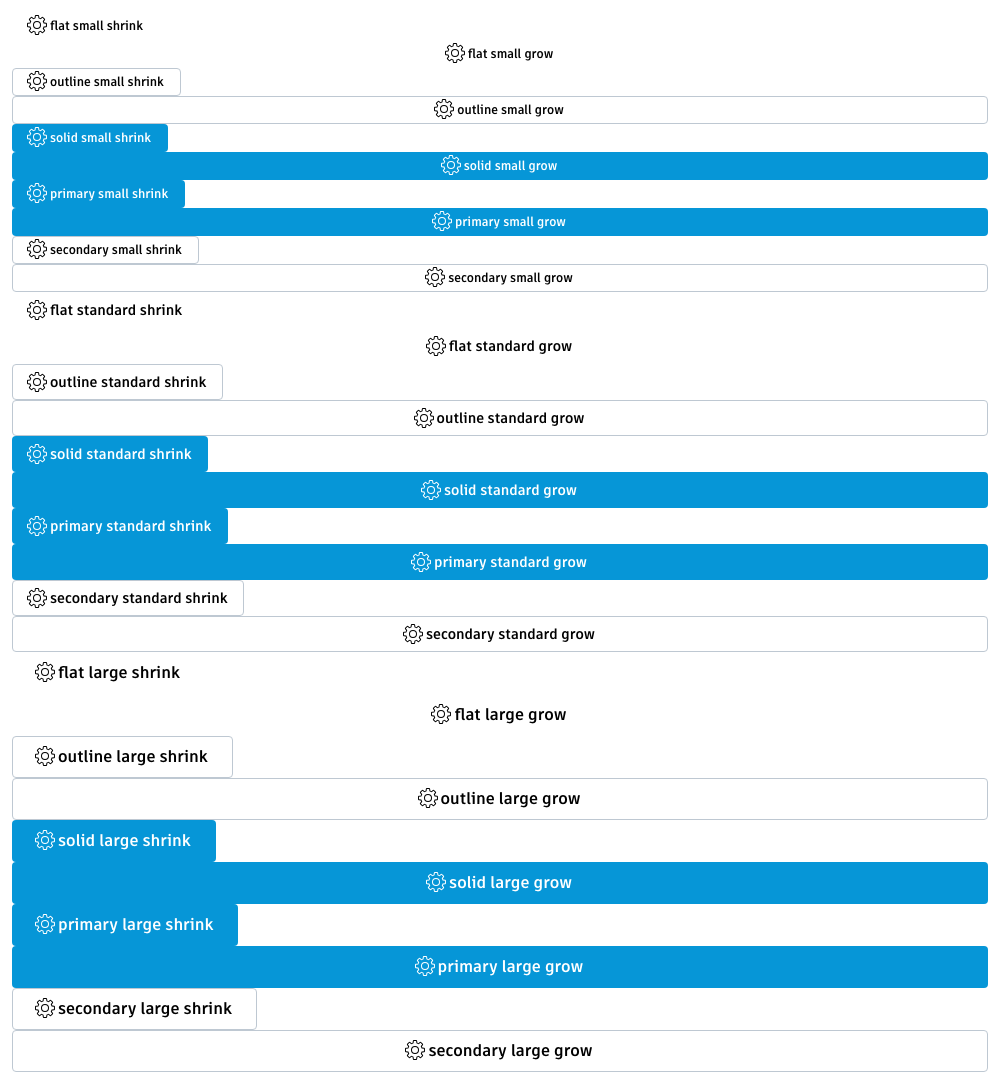 flat small shrink
flat small grow
outline small shrink
outline small grow
solid small shrink
solid small grow
primary small shrink
primary small grow
secondary small shrink
secondary small grow
flat standard shrink
flat standard grow
outline standard shrink
outline standard grow
solid standard shrink
solid standard grow
primary standard shrink
primary standard grow
secondary standard shrink
secondary standard grow
flat large shrink
flat large grow
outline large shrink
outline large grow
solid large shrink
solid large grow
primary large shrink
primary large grow
secondary large shrink
secondary large grow